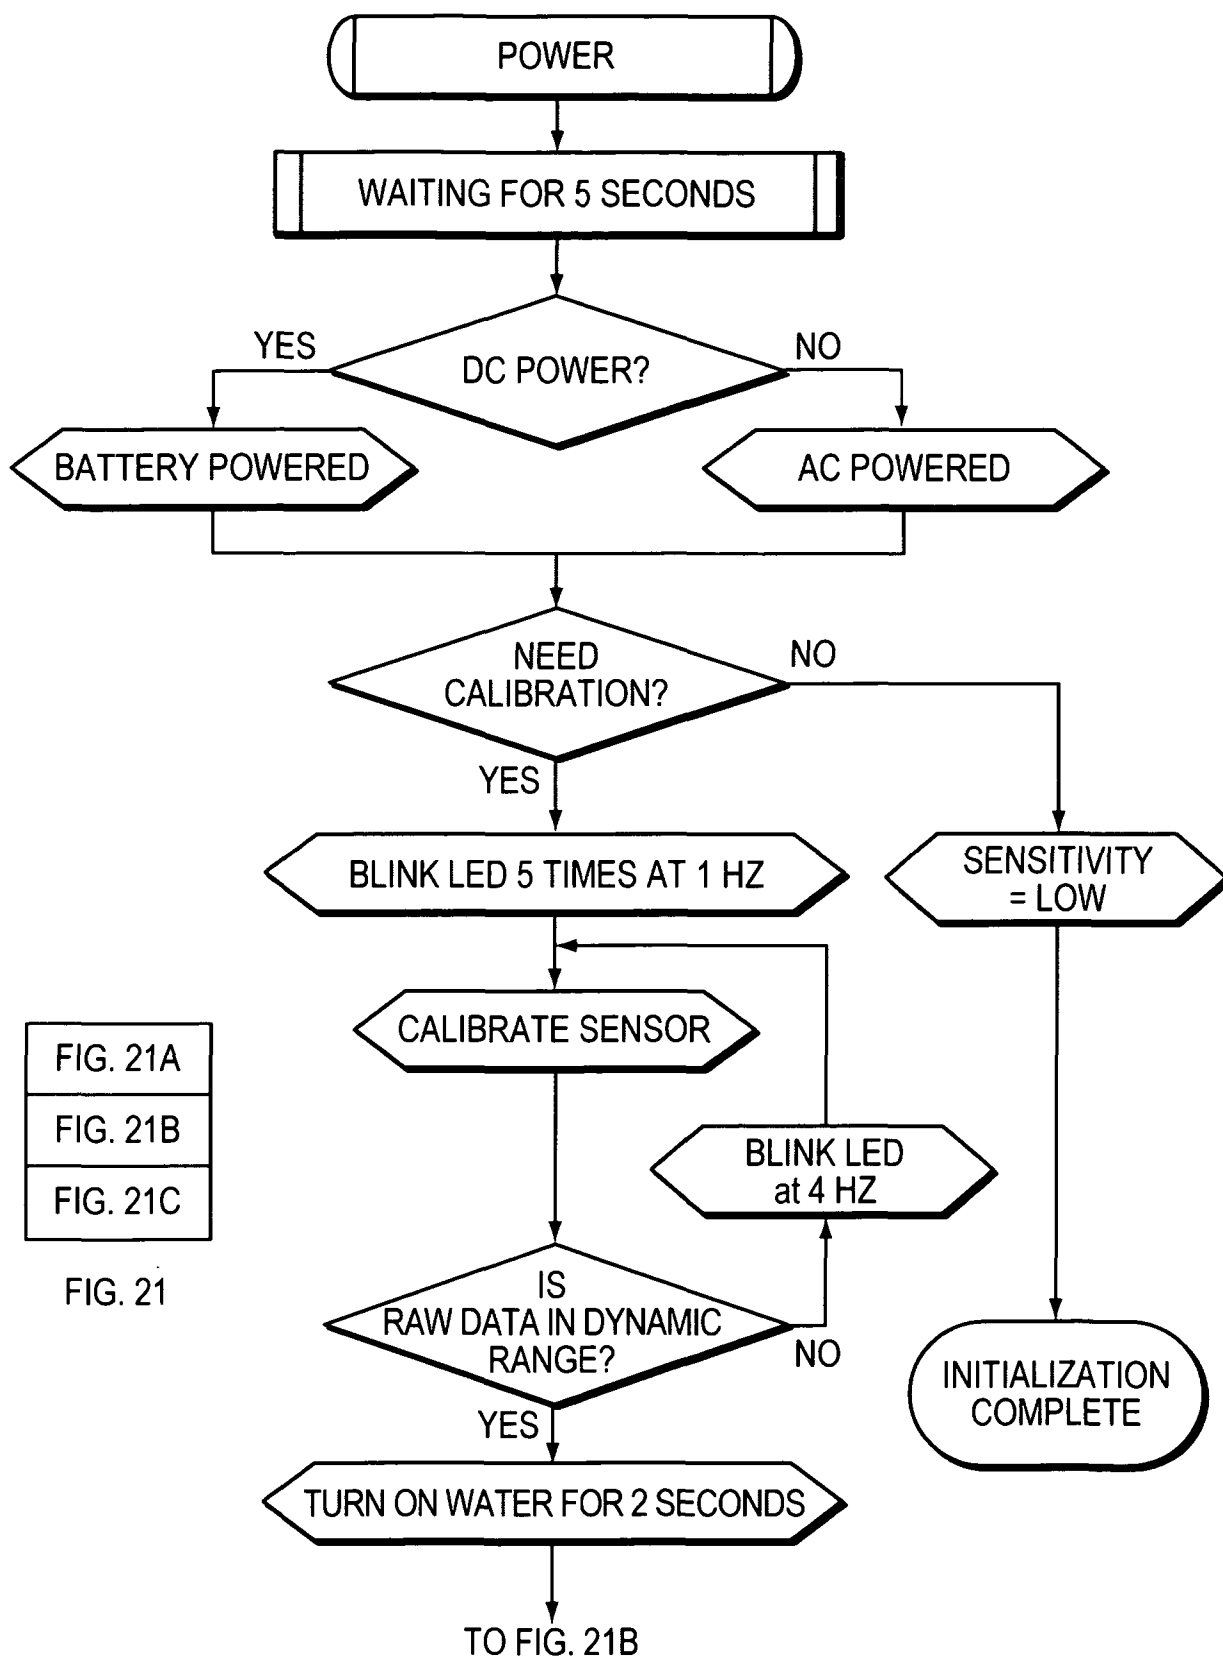 POWER
WAITING FOR 5 SECONDS
YES
NO
DC POWER?
BATTERY POWERED
AC POWERED
NEED
CALIBRATION?
NO
YES
BLINK LED 5 TIMES AT 1 HZ
SENSITIVITY
= LOW
CALIBRATE SENSOR
FIG. 21A
FIG. 21B
FIG. 21C
FIG. 21
BLINK LED
at 4 HZ
IS
RAW DATA IN DYNAMIC
RANGE?
NO
YES
INITIALIZATION
COMPLETE
TURN ON WATER FOR 2 SECONDS
TO FIG. 21B